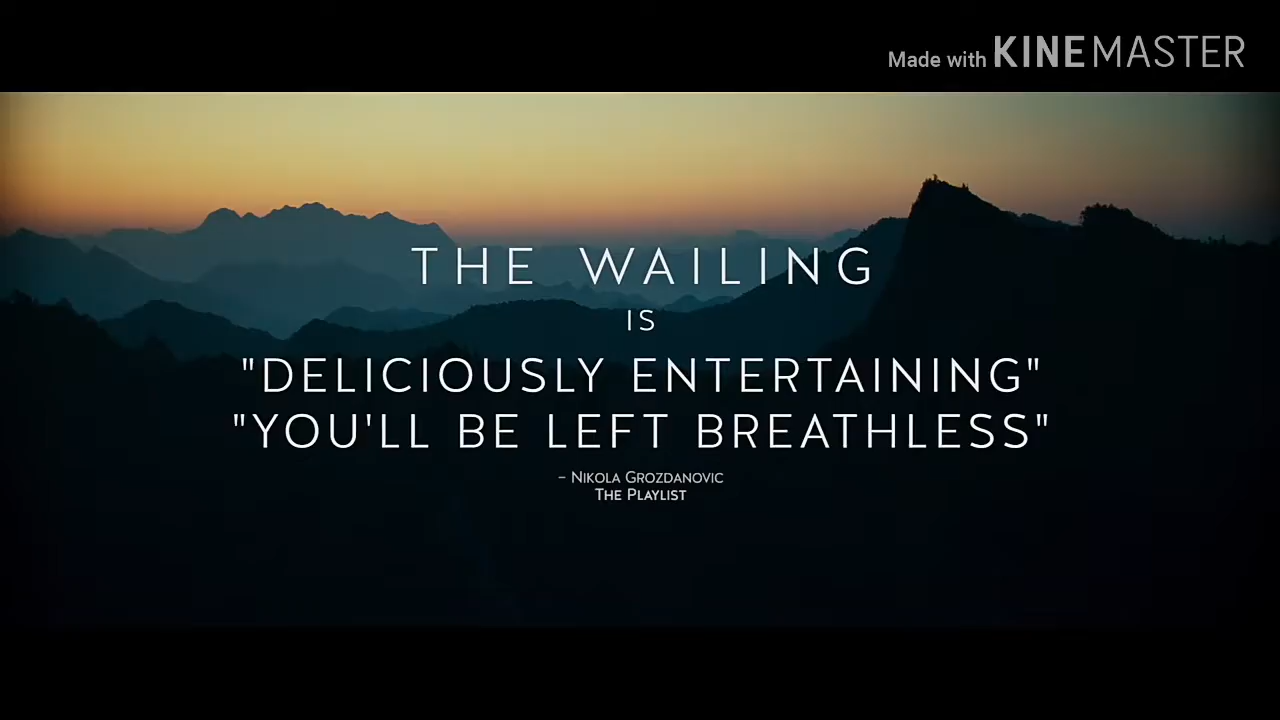 Made with KINEMASTER
THE WAILING
IS
"DELICIOUSLY ENTERTAINING"
"YOU'LL BE LEFT BREATHLESS"
– NIKOLA GROZDANOVIC
THE PLAYLIST